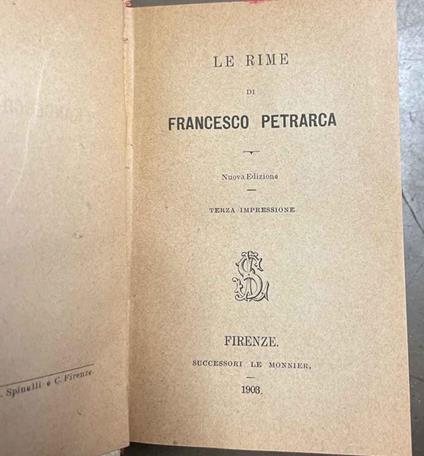 . Spinelli e C. Firenze.
LE RIME
DI
FRANCESCO PETRARCA
Nuova Edizione
TERZA IMPRESSIONE.
FIRENZE.
SUCCESSORI LE MONNIER,
1903.